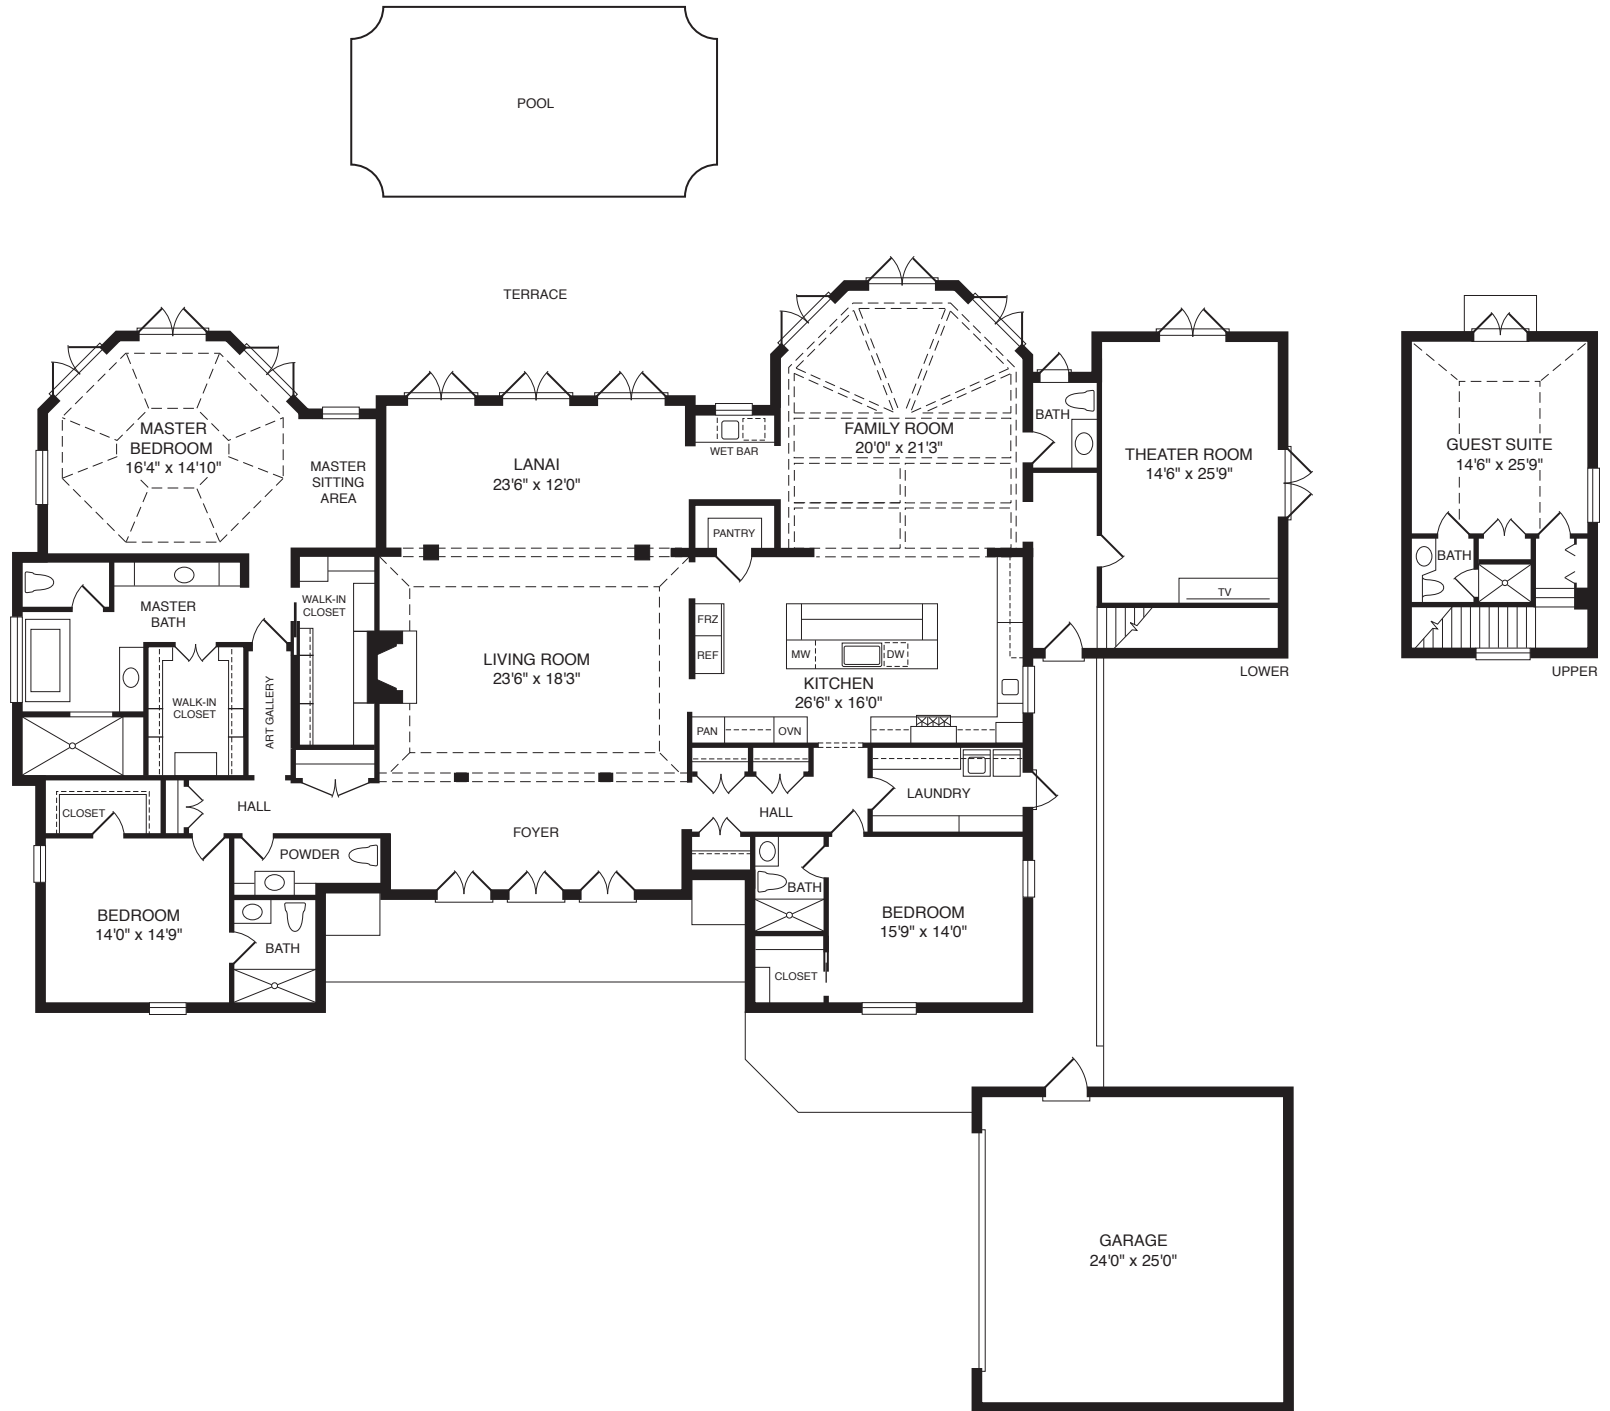 POOL
TERRACE
MASTER
BEDROOM
16'4" x 14'10"
MASTER
SITTING
AREA
LANAI
23'6" x 12'0"
WET BAR
FAMILY ROOM
20'0" x 21'3"
BATH
THEATER ROOM
14'6" x 25'9"
GUEST SUITE
14'6" x 25'9"
PANTRY
BATH
TV
MASTER
BATH
WALK-IN
CLOSET
FRZ
REF
MW
DW
LIVING ROOM
23'6" x 18'3"
KITCHEN
26'6" x 16'0"
LOWER
UPPER
WALK-IN
CLOSET
ART GALLERY
PAN
OVN
CLOSET
HALL
FOYER
HALL
LAUNDRY
POWDER
BATH
BEDROOM
14'0" x 14'9"
BATH
BEDROOM
15'9" x 14'0"
CLOSET
GARAGE
24'0" x 25'0"